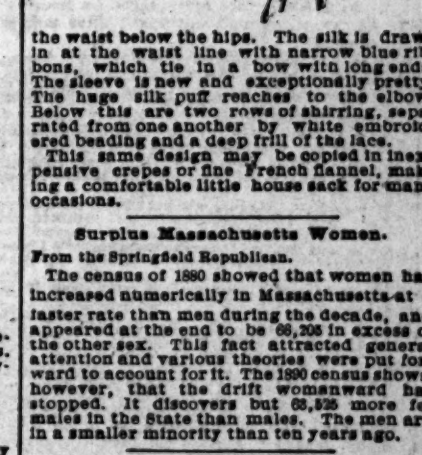 the waist below the hips. The silk is draw
in at the waist line with narrow blue rib
bons, which tie in a bow with long end
The sleeve is new and exceptionally pretty
The huge silk puff reaches to the elbow
Below this are two rows of shirring, sepa
rated from one another by white embroid
ered beading and a deep frill of the lace.
This same design may be copied in inex
pensive crepes or fine French flannel, mak
ing a comfortable little house sack for man
occasions.
Surplus Massachusetts Women.
From the Springfield Republican.
The census of 1880 showed that women ha
increased numerically in Massachusetts at
faster rate than men during the decade, an
appeared at the end to be 68,205 in excess o
the other sex. This fact attracted genera
attention and various theories were put for
ward to account for it. The 1890 census show
however, that the drift womanward ha
stopped. It discovers but 63,525 more fe
males in the State than males. The men ar
in a smaller minority than ten years ago.